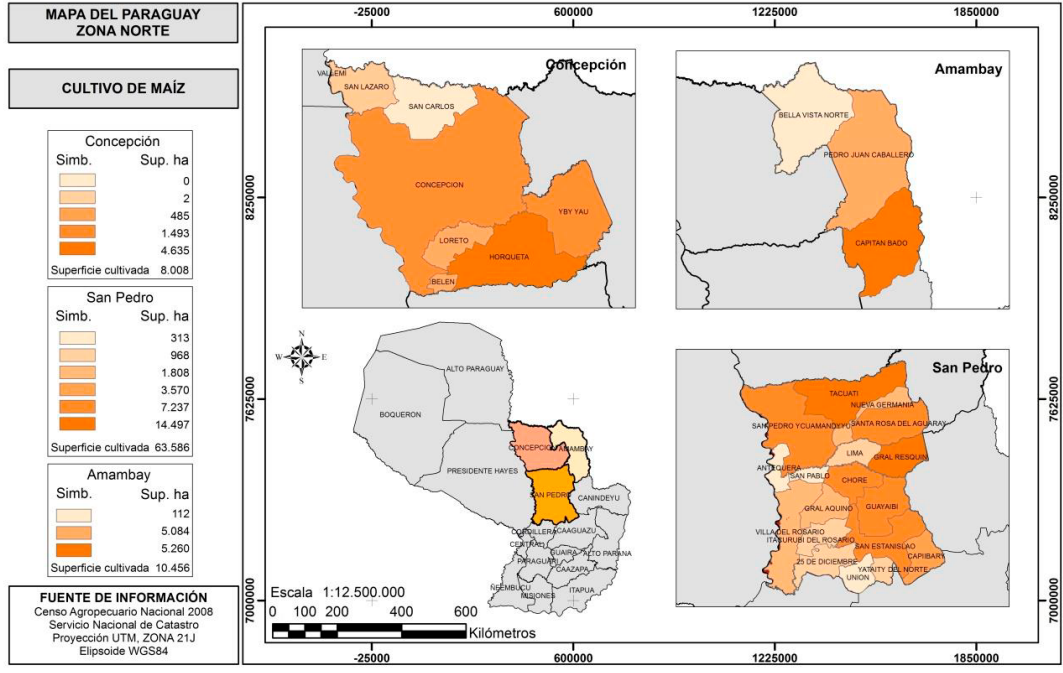 MAPA DEL PARAGUAY
ZONA NORTE
CULTIVO DE MAÍZ
Concepción
Simb. Sup. ha
0
2
485
1.493
4.635
Superficie cultivada 8.008
San Pedro
Simb. Sup. ha
313
968
1.808
3.570
7.237
14.497
Superficie cultivada 63.586
Amambay
Simb. Sup. ha
112
5.084
5.260
Superficie cultivada 10.456
FUENTE DE INFORMACIÓN
Censo Agropecuario Nacional 2008
Servicio Nacional de Catastro
Proyección UTM, ZONA 21J
Elipsoide WGS84
-25000 600000 1225000 1850000
8250000
7625000
7000000
Concepción
VALLEMI
SAN LAZARO
SAN CARLOS
CONCEPCION
YBY YAU
LORETO
HORQUETA
BELEN
Amambay
BELLA VISTA NORTE
PEDRO JUAN CABALLERO
CAPITAN BADO
N
W E
S
ALTO PARAGUAY
BOQUERON
CONCEPCION
AMAMBAY
PRESIDENTE HAYES
SAN PEDRO
CANINDEYU
CORDILLERA
CAAGUAZU
CENTRAL
GUAIRA
ALTO PARANA
PARAGUARI
CAAZAPA
ÑEEMBUCU
MISIONES
ITAPUA
Escala 1:12.500.000
0 100 200 400 600
Kilómetros
San Pedro
TACUATI
NUEVA GERMANIA
SAN PEDRO YCUAMANDYYU
SANTA ROSA DEL AGUARAY
LIMA
GRAL RESQUIN
ANTEQUERA
SAN PABLO
CHORE
GRAL AQUINO
GUAYAIBI
VILLA DEL ROSARIO
ITACURUBI DEL ROSARIO
SAN ESTANISLAO
CAPIIBARY
25 DE DICIEMBRE
YATAITY DEL NORTE
UNION
8250000
7625000
7000000
-25000 600000 1225000 1850000